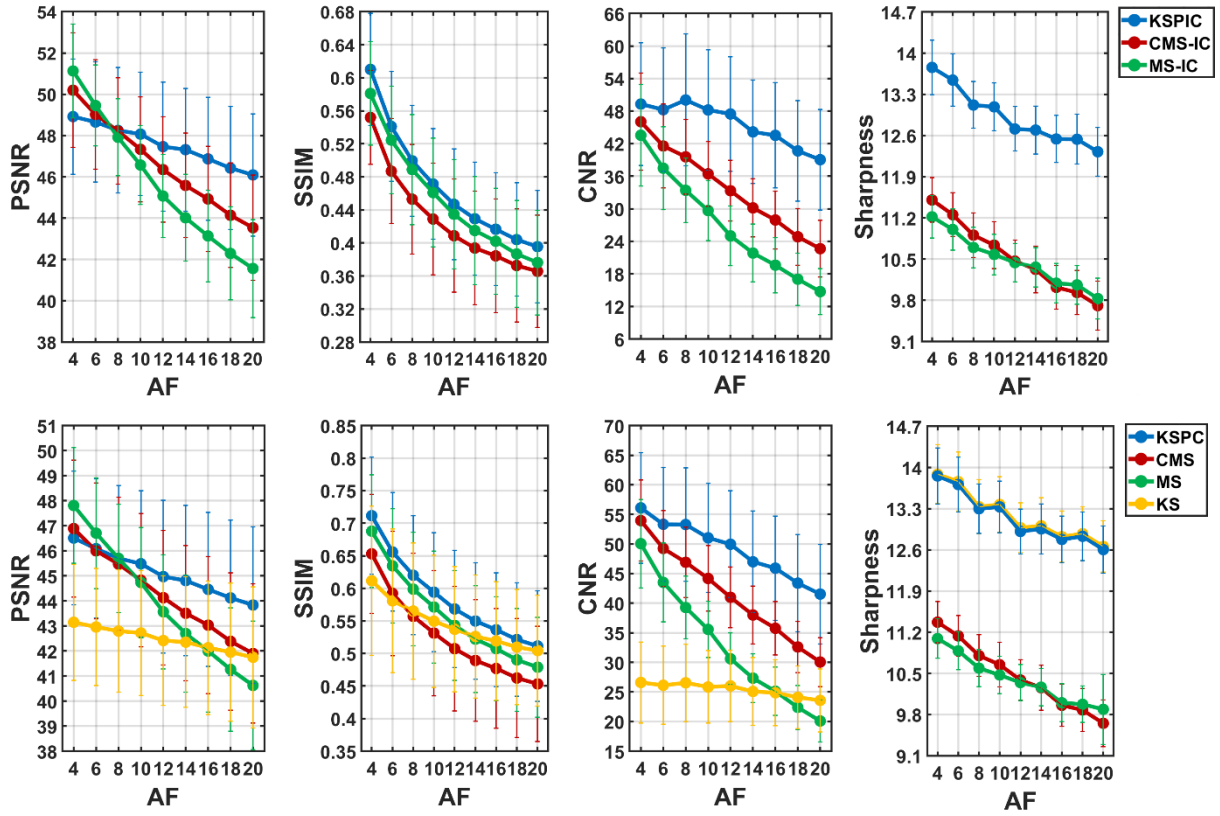 54
52
50
48
46
44
42
40
38
PSNR
4 6 8 10 12 14 16 18 20
AF
0.68
0.64
0.6
0.56
0.52
0.48
0.44
0.4
0.36
0.32
0.28
SSIM
4 6 8 10 12 14 16 18 20
AF
66
60
54
48
42
36
30
24
18
12
6
CNR
4 6 8 10 12 14 16 18 20
AF
14.7
14
13.3
12.6
11.9
11.2
10.5
9.8
9.1
Sharpness
4 6 8 10 12 14 16 18 20
AF
KSPIC
CMS-IC
MS-IC
51
50
49
48
47
46
45
44
43
42
41
40
39
38
PSNR
4 6 8 10 12 14 16 18 20
AF
0.85
0.8
0.75
0.7
0.65
0.6
0.55
0.5
0.45
0.4
0.35
SSIM
4 6 8 10 12 14 16 18 20
AF
70
65
60
55
50
45
40
35
30
25
20
15
CNR
4 6 8 10 12 14 16 18 20
AF
14.7
14
13.3
12.6
11.9
11.2
10.5
9.8
9.1
Sharpness
4 6 8 10 12 14 16 18 20
AF
KSPC
CMS
MS
KS